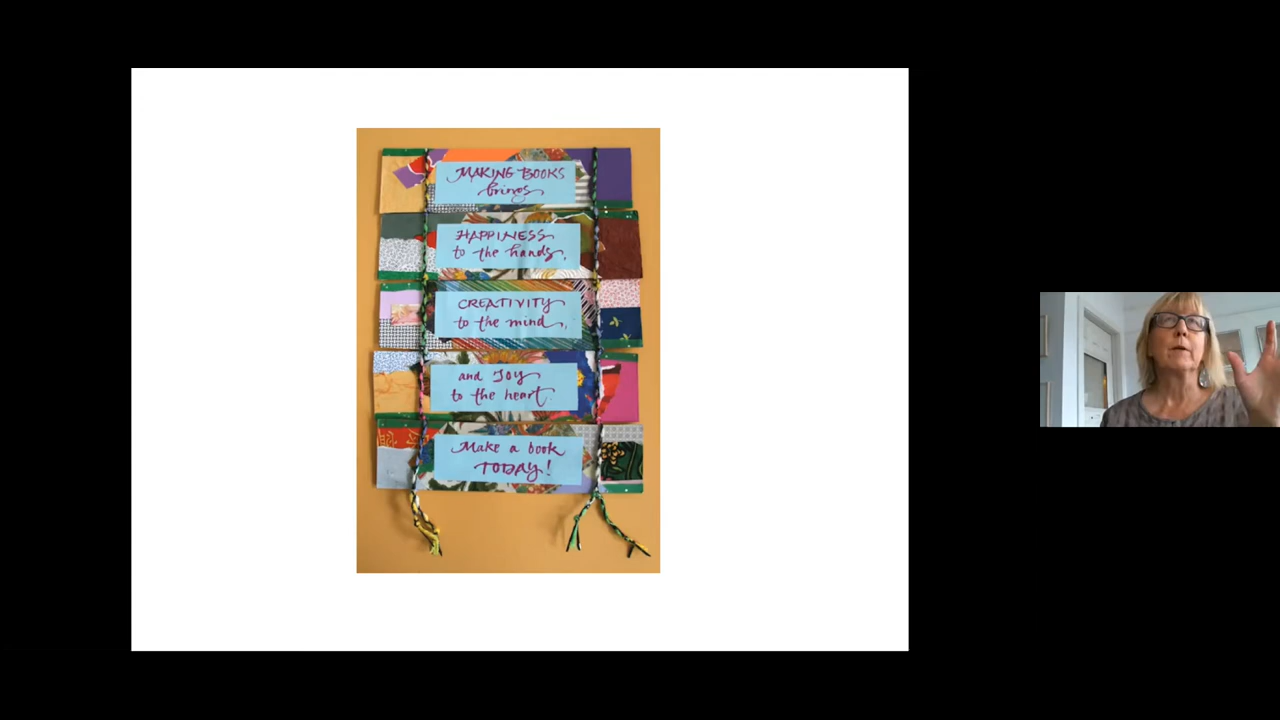 MAKING BOOKS
brings
HAPPINESS
to the hands,
CREATIVITY
to the mind,
and Joy
to the heart.
Make a book
TODAY!